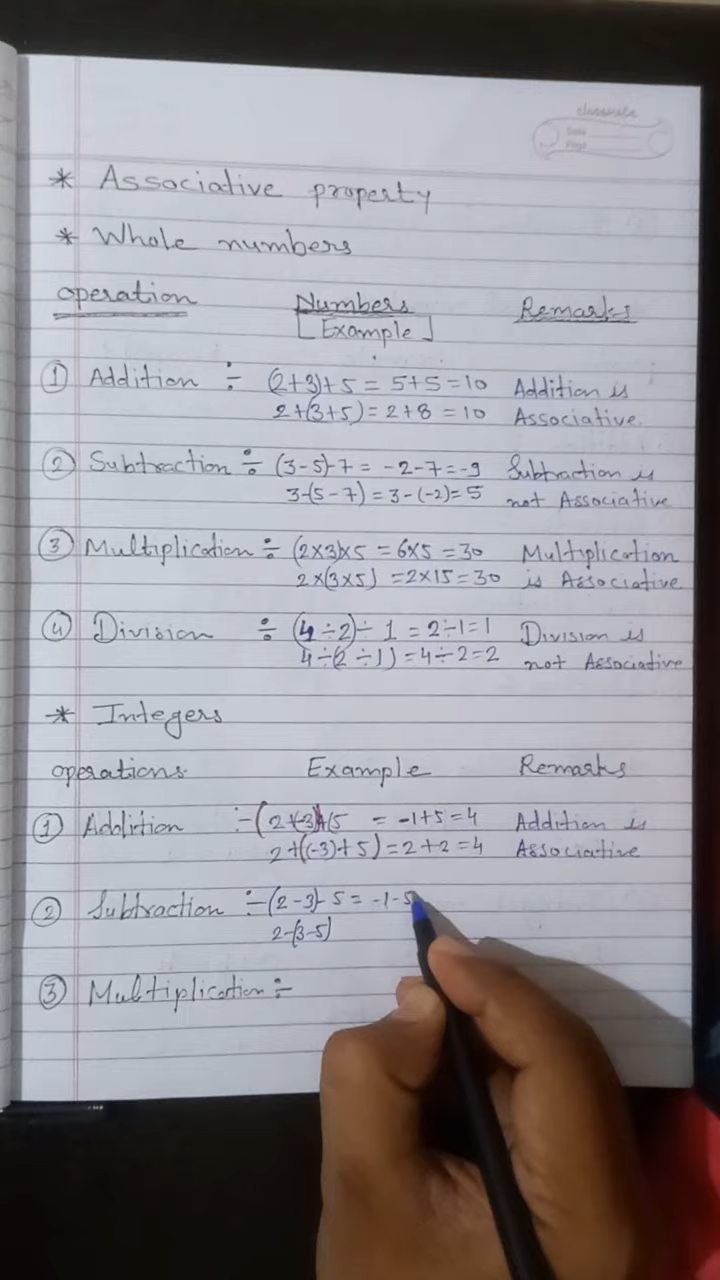 classmate
Date
Page
* Associative property
* Whole numbers
operation Numbers Remarks
[Example]
① Addition ÷ (2+3)+5 = 5+5=10 Addition is
2+(3+5)=2+8=10 Associative.
② Subtraction ÷ (3-5)-7 = -2-7=-9 Subtraction is
3-(5-7)=3-(-2)=5 not Associative
③ Multiplication ÷ (2×3)×5 =6×5=30 Multiplication
2×(3×5) =2×15=30 is Associative
④ Division ÷ (4÷2)÷1=2÷1=1 Division is
4÷(2÷1)=4÷2=2 not Associative
* Integers
operations Example Remarks
① Addition :- (2+(-3)+5 = -1+5=4 Addition is
2+((-3)+5)=2+2=4 Associative
② Subtraction ÷ (2-3)-5= -1-5
2-(3-5)
③ Multiplication :-